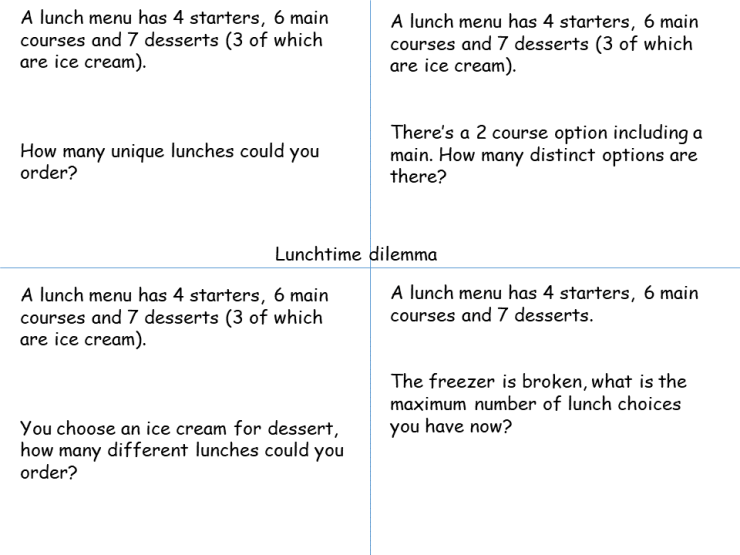 A lunch menu has 4 starters, 6 main
courses and 7 desserts (3 of which
are ice cream).
How many unique lunches could you
order?
A lunch menu has 4 starters, 6 main
courses and 7 desserts (3 of which
are ice cream).
There's a 2 course option including a
main. How many distinct options are
there?
Lunchtime dilemma
A lunch menu has 4 starters, 6 main
courses and 7 desserts (3 of which
are ice cream).
You choose an ice cream for dessert,
how many different lunches could you
order?
A lunch menu has 4 starters, 6 main
courses and 7 desserts.
The freezer is broken, what is the
maximum number of lunch choices
you have now?